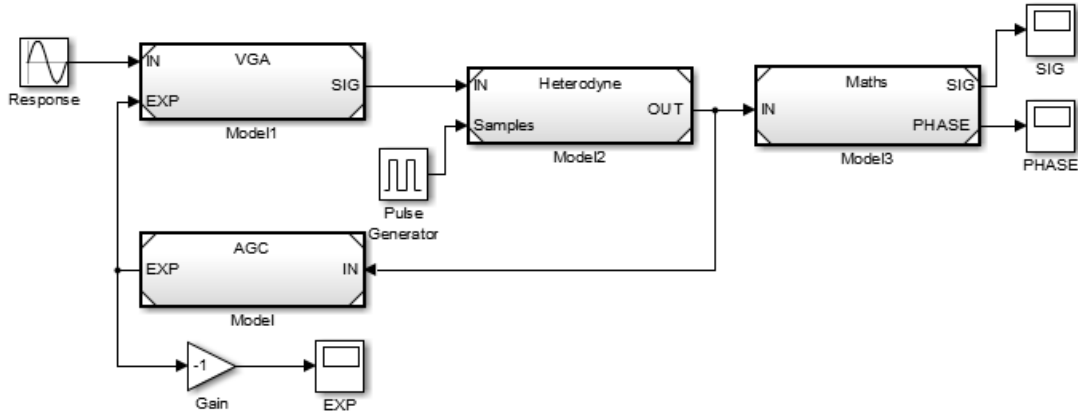 Response
IN
VGA
EXP
SIG
Model1
IN
Heterodyne
Samples
OUT
Model2
Pulse
Generator
IN
Maths
SIG
PHASE
Model3
SIG
PHASE
AGC
EXP
IN
Model
-1
Gain
EXP